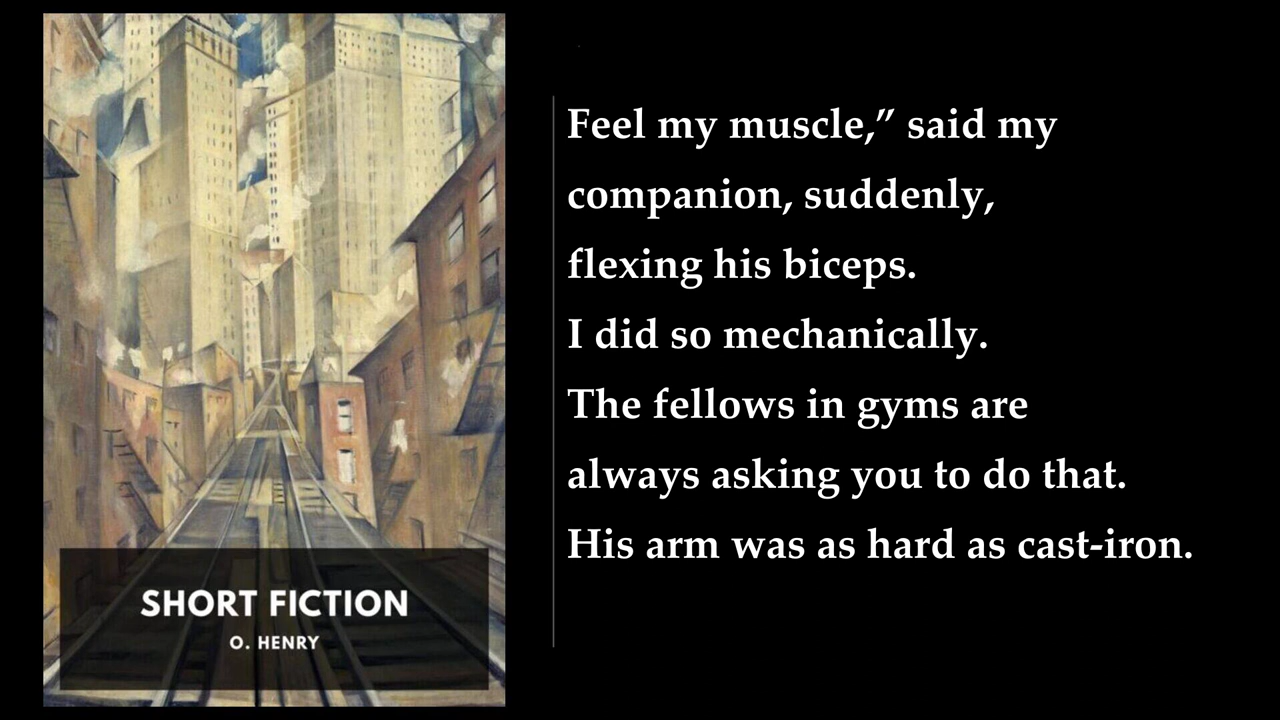 SHORT FICTION
O. HENRY
Feel my muscle,” said my
companion, suddenly,
flexing his biceps.
I did so mechanically.
The fellows in gyms are
always asking you to do that.
His arm was as hard as cast-iron.